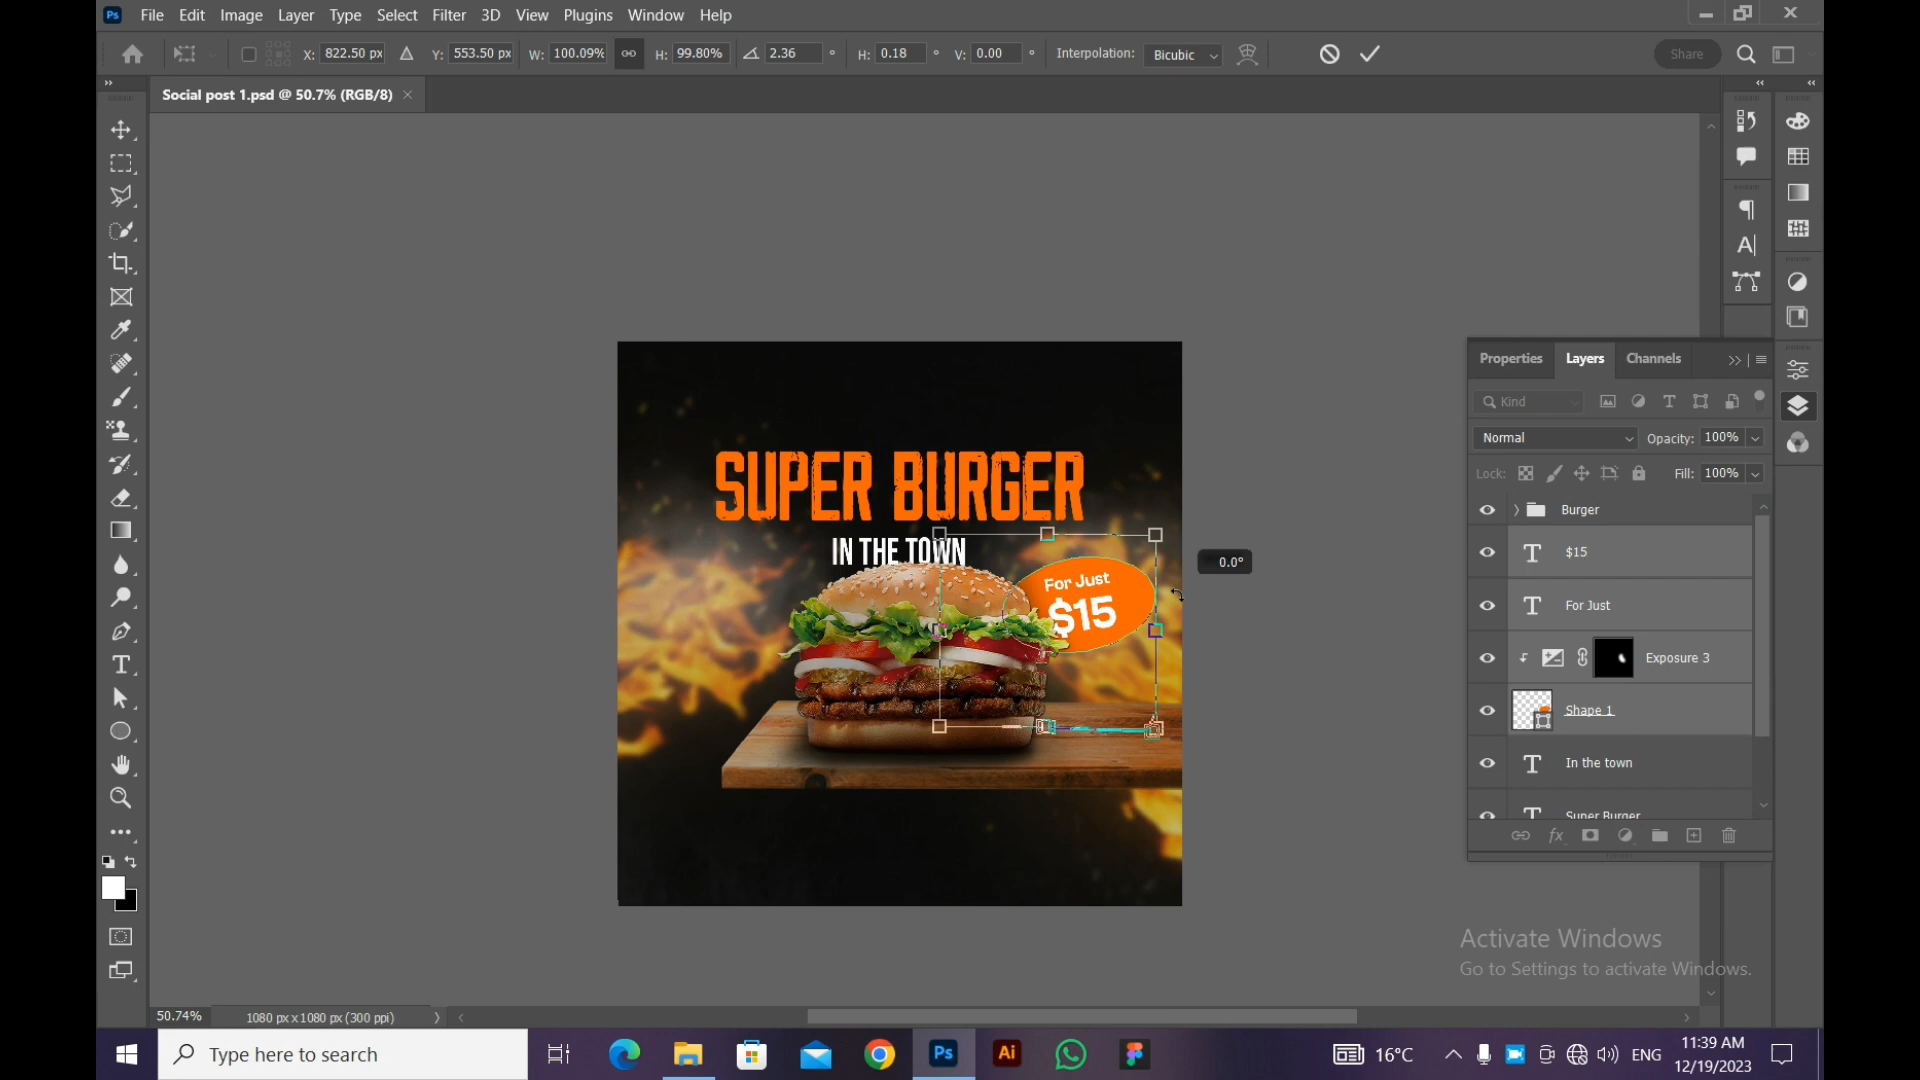 Ps File Edit Image Layer Type Select Filter 3D View Plugins Window Help
X: 822.50 px Y: 553.50 px W: 100.09% H: 99.80% 2.36 ° H: 0.18 ° V: 0.00 ° Interpolation: Bicubic Share
Social post 1.psd @ 50.7% (RGB/8) ×
SUPER BURGER
IN THE TOWN
For Just
$15
0.0°
Properties Layers Channels
Kind
Normal Opacity: 100%
Lock: Fill: 100%
Burger
$15
For Just
Exposure 3
Shape 1
In the town
Super Burger
fx
Activate Windows
Go to Settings to activate Windows.
50.74% 1080 px x 1080 px (300 ppi)
Type here to search
Ps Ai
16°C ENG
11:39 AM
12/19/2023